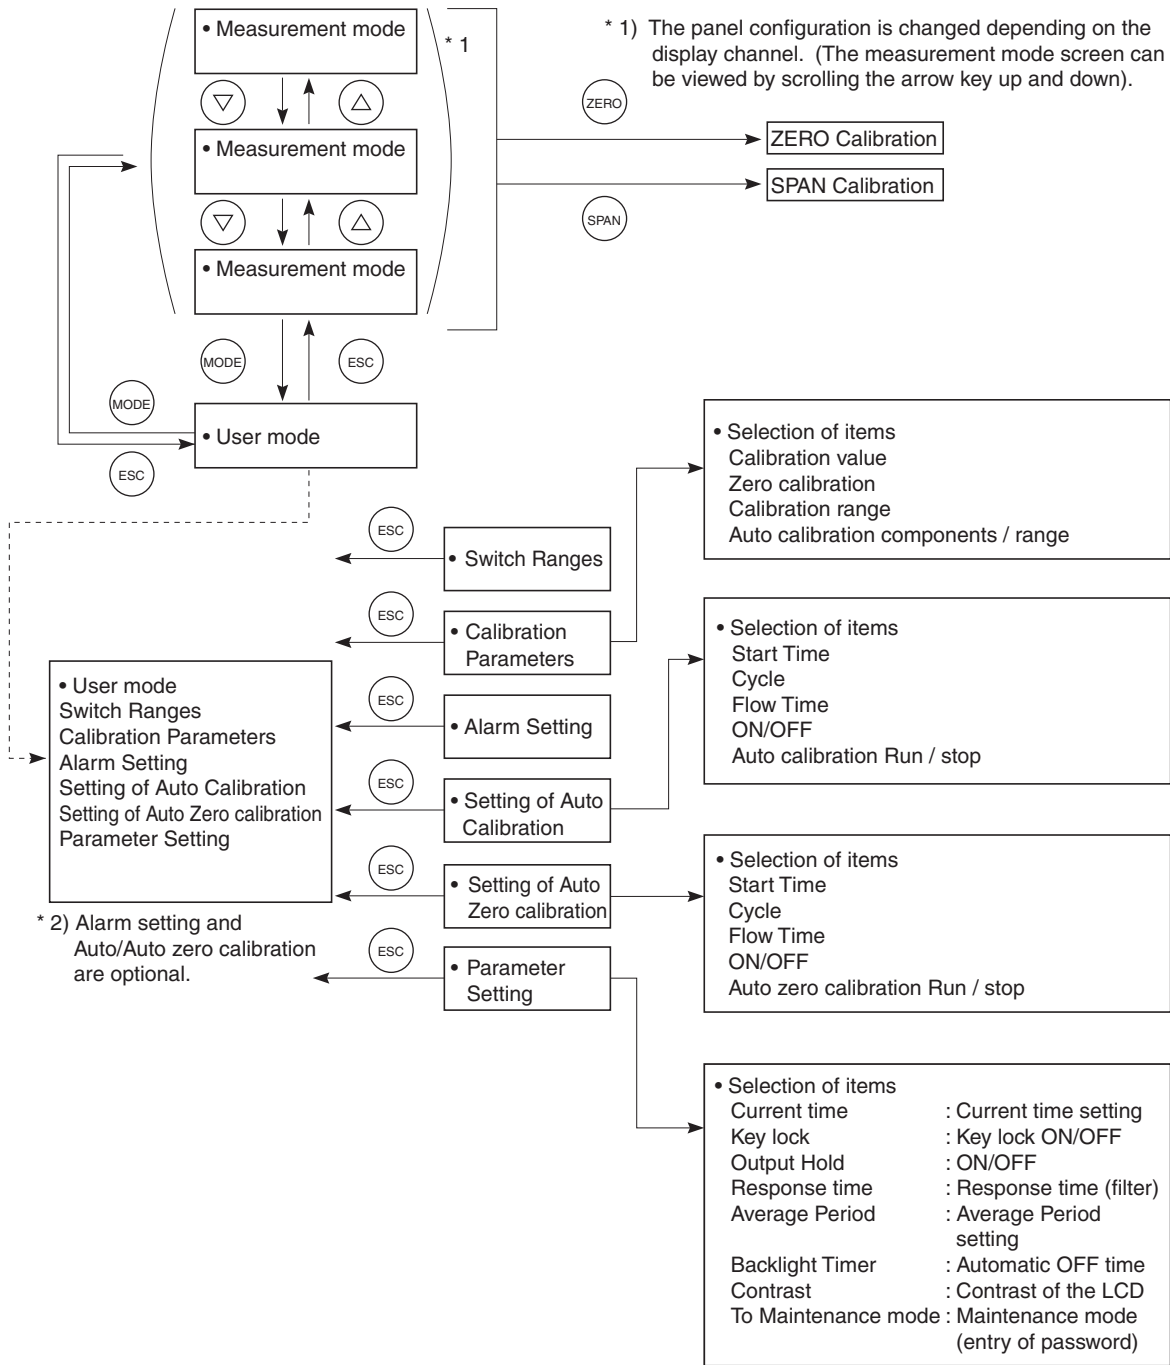 • Measurement mode
* 1
* 1) The panel configuration is changed depending on the
display channel. (The measurement mode screen can
be viewed by scrolling the arrow key up and down).
ZERO
• Measurement mode
ZERO Calibration
SPAN Calibration
SPAN
• Measurement mode
MODE
ESC
MODE
• User mode
ESC
• Selection of items
Calibration value
Zero calibration
Calibration range
Auto calibration components / range
ESC
• Switch Ranges
ESC
• Calibration
Parameters
• Selection of items
Start Time
Cycle
Flow Time
ON/OFF
Auto calibration Run / stop
• User mode
Switch Ranges
Calibration Parameters
Alarm Setting
Setting of Auto Calibration
Setting of Auto Zero calibration
Parameter Setting
ESC
• Alarm Setting
ESC
• Setting of Auto
Calibration
ESC
• Setting of Auto
Zero calibration
• Selection of items
Start Time
Cycle
Flow Time
ON/OFF
Auto zero calibration Run / stop
* 2) Alarm setting and
Auto/Auto zero calibration
are optional.
ESC
• Parameter
Setting
• Selection of items
Current time : Current time setting
Key lock : Key lock ON/OFF
Output Hold : ON/OFF
Response time : Response time (filter)
Average Period : Average Period
setting
Backlight Timer : Automatic OFF time
Contrast : Contrast of the LCD
To Maintenance mode : Maintenance mode
(entry of password)